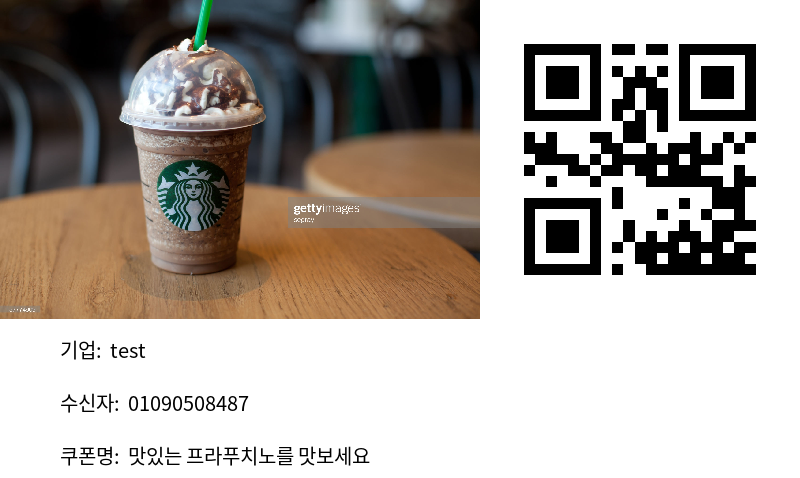 gettyimages
sepray
기업: test
수신자: 01090508487
쿠폰명: 맛있는 프라푸치노를 맛보세요